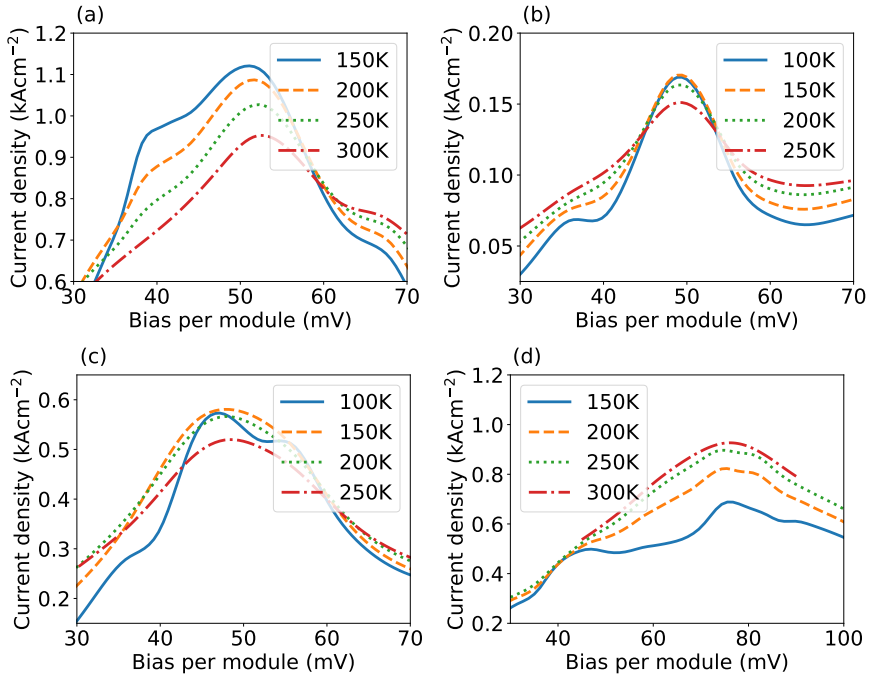 (a)
Current density (kAcm⁻²)
1.2
1.1
1.0
0.9
0.8
0.7
0.6
150K
200K
250K
300K
30 40 50 60 70
Bias per module (mV)
(b)
Current density (kAcm⁻²)
0.20
0.15
0.10
0.05
100K
150K
200K
250K
30 40 50 60 70
Bias per module (mV)
(c)
Current density (kAcm⁻²)
0.6
0.5
0.4
0.3
0.2
100K
150K
200K
250K
30 40 50 60 70
Bias per module (mV)
(d)
Current density (kAcm⁻²)
1.2
1.0
0.8
0.6
0.4
0.2
150K
200K
250K
300K
40 60 80 100
Bias per module (mV)